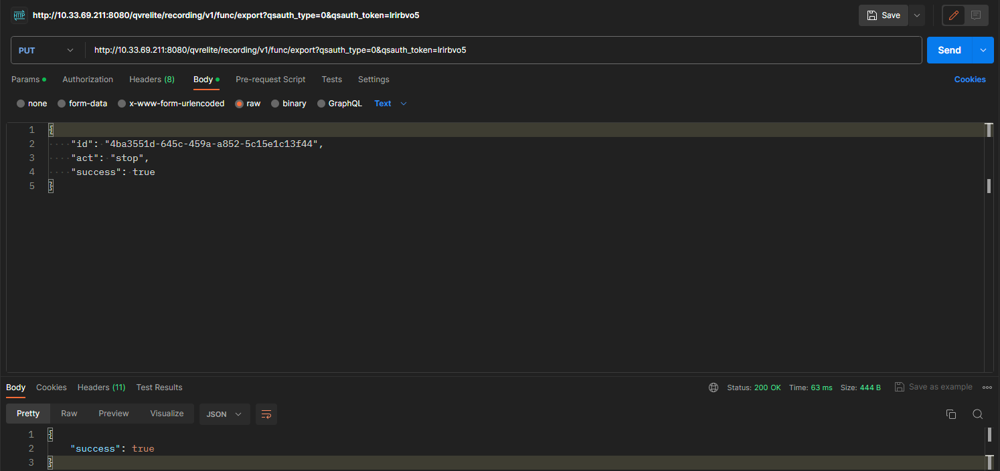 HTTP http://10.33.69.211:8080/qvrelite/recording/v1/func/export?qsauth_type=0&qsauth_token=lrirbvo5 Save
PUT http://10.33.69.211:8080/qvrelite/recording/v1/func/export?qsauth_type=0&qsauth_token=lrirbvo5 Send
Params Authorization Headers (8) Body Pre-request Script Tests Settings Cookies
none form-data x-www-form-urlencoded raw binary GraphQL Text
1 {
2 "id": "4ba3551d-645c-459a-a852-5c15e1c13f44",
3 "act": "stop",
4 "success": true
5 }
Body Cookies Headers (11) Test Results Status: 200 OK Time: 63 ms Size: 444 B Save as example
Pretty Raw Preview Visualize JSON
1 {
2 "success": true
3 }